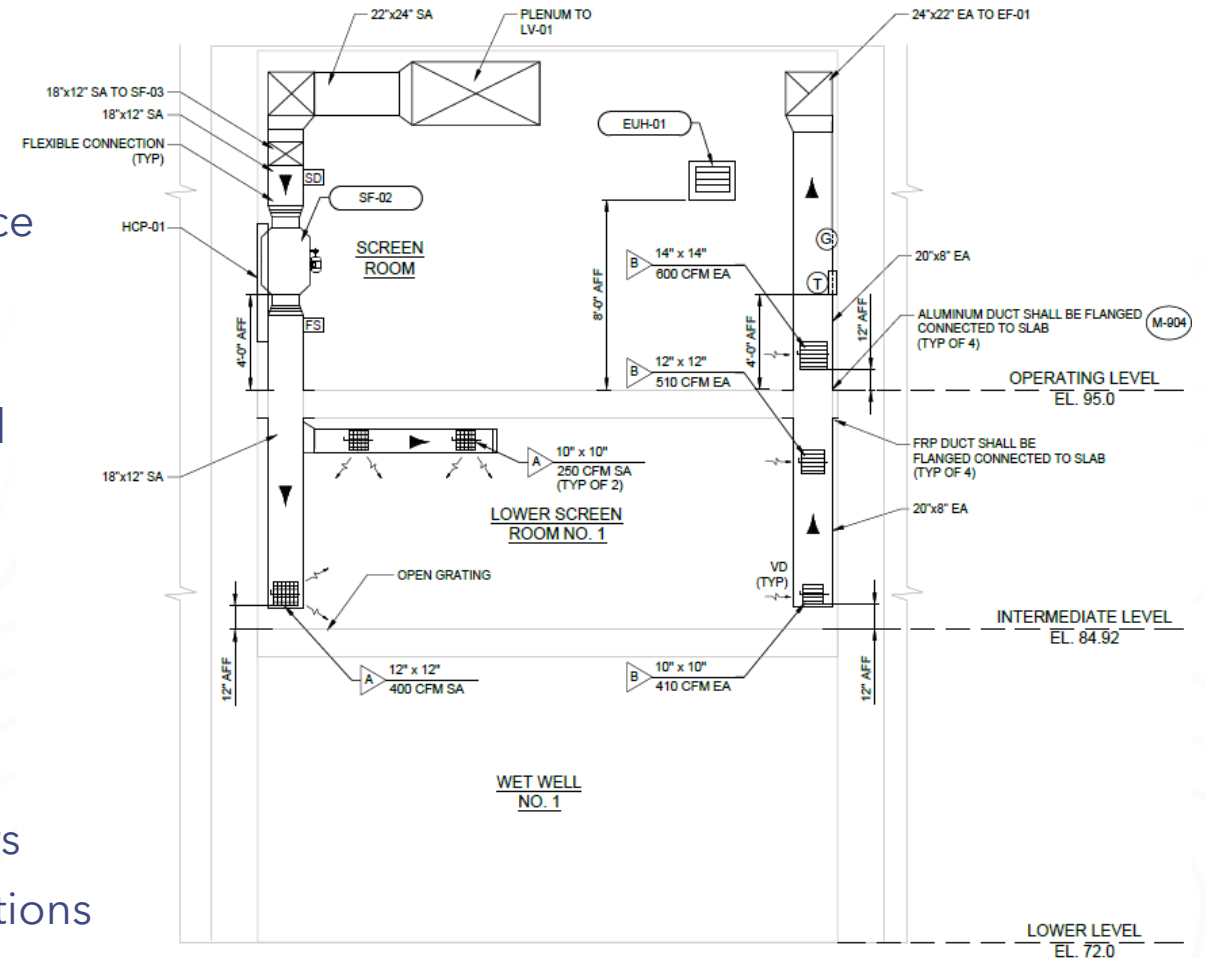 22"x24" SA
PLENUM TO
LV-01
24"x22" EA TO EF-01
18"x12" SA TO SF-03
18"x12" SA
FLEXIBLE CONNECTION
(TYP)
SD
EUH-01
SF-02
HCP-01
SCREEN
ROOM
FS
4'-0" AFF
8'-0" AFF
B
14" x 14"
600 CFM EA
G
T
4'-0" AFF
12" AFF
20"x8" EA
ALUMINUM DUCT SHALL BE FLANGED
CONNECTED TO SLAB
(TYP OF 4)
M-904
B
12" x 12"
510 CFM EA
OPERATING LEVEL
EL. 95.0
FRP DUCT SHALL BE
FLANGED CONNECTED TO SLAB
(TYP OF 4)
18"x12" SA
A
10" x 10"
250 CFM SA
(TYP OF 2)
LOWER SCREEN
ROOM NO. 1
20"x8" EA
OPEN GRATING
VD
(TYP)
INTERMEDIATE LEVEL
EL. 84.92
12" AFF
A
12" x 12"
400 CFM SA
B
10" x 10"
410 CFM EA
12" AFF
WET WELL
NO. 1
LOWER LEVEL
EL. 72.0